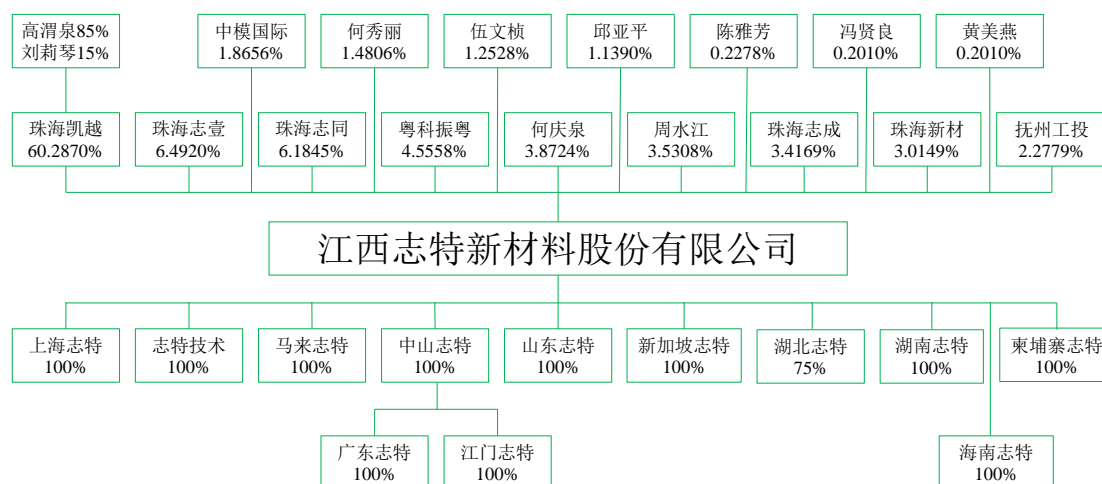 高渭泉85%
刘莉琴15%
中模国际
1.8656%
何秀丽
1.4806%
伍文桢
1.2528%
邱亚平
1.1390%
陈雅芳
0.2278%
冯贤良
0.2010%
黄美燕
0.2010%
珠海凯越
60.2870%
珠海志壹
6.4920%
珠海志同
6.1845%
粤科振粤
4.5558%
何庆泉
3.8724%
周水江
3.5308%
珠海志成
3.4169%
珠海新材
3.0149%
抚州工投
2.2779%
江西志特新材料股份有限公司
上海志特
100%
志特技术
100%
马来志特
100%
中山志特
100%
山东志特
100%
新加坡志特
100%
湖北志特
75%
湖南志特
100%
柬埔寨志特
100%
广东志特
100%
江门志特
100%
海南志特
100%